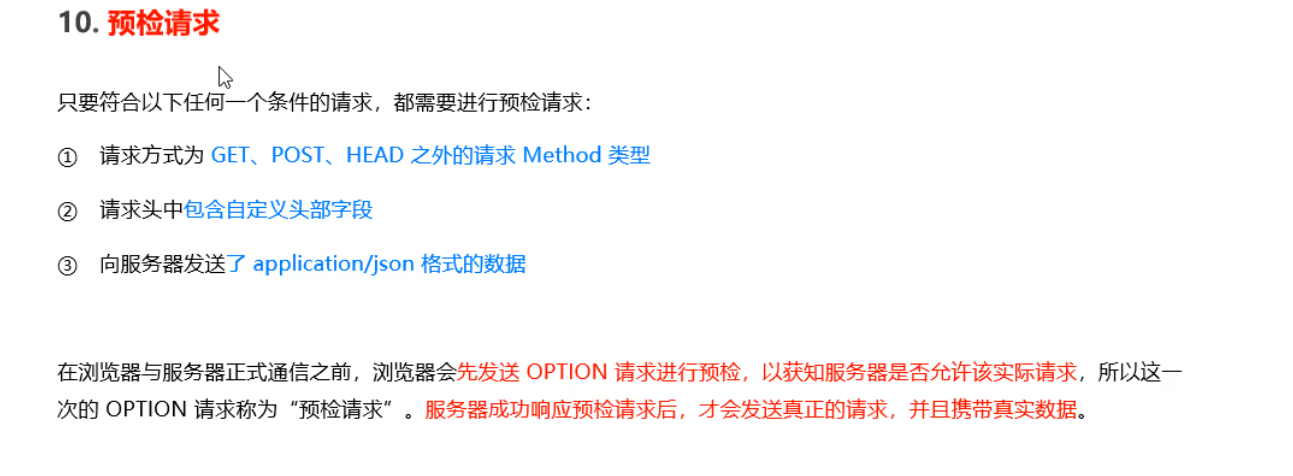 10. 预检请求
只要符合以下任何一个条件的请求，都需要进行预检请求：
① 请求方式为 GET、POST、HEAD 之外的请求 Method 类型
② 请求头中包含自定义头部字段
③ 向服务器发送了 application/json 格式的数据
在浏览器与服务器正式通信之前，浏览器会先发送 OPTION 请求进行预检，以获知服务器是否允许该实际请求，所以这一
次的 OPTION 请求称为“预检请求”。服务器成功响应预检请求后，才会发送真正的请求，并且携带真实数据。